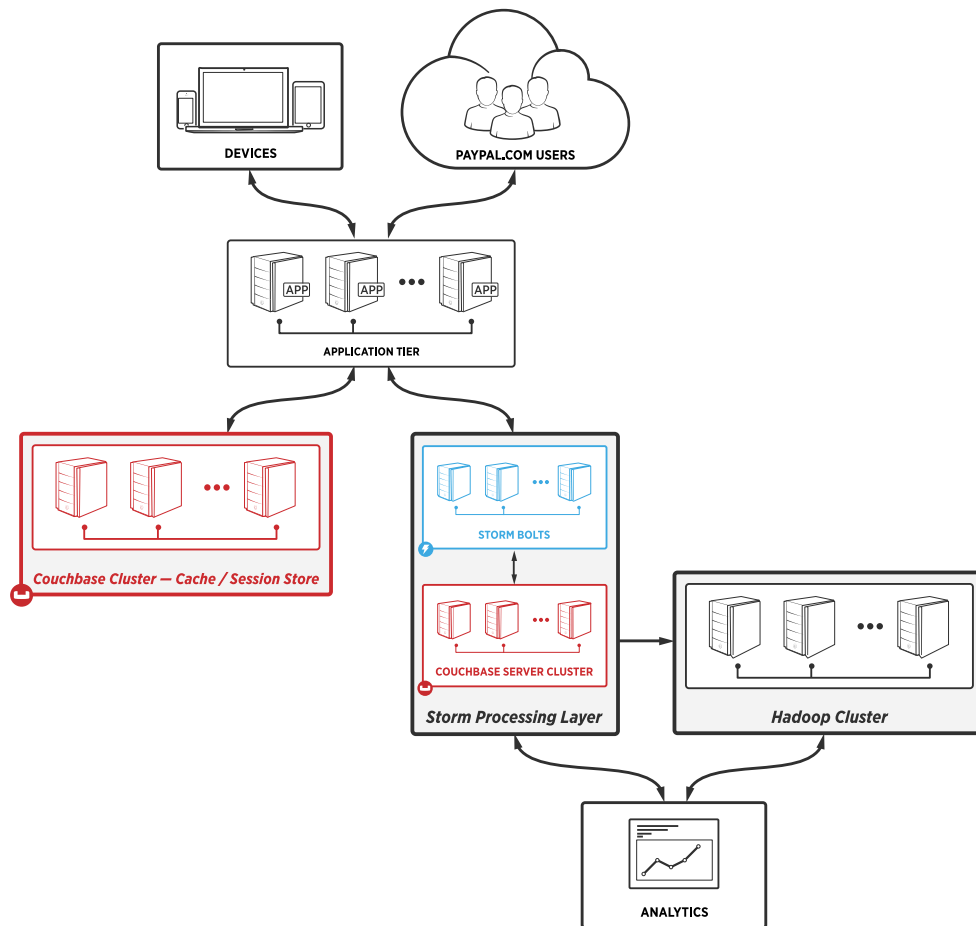 DEVICES
PAYPAL.COM USERS
APP
APP
APP
APPLICATION TIER
Couchbase Cluster — Cache / Session Store
STORM BOLTS
COUCHBASE SERVER CLUSTER
Storm Processing Layer
Hadoop Cluster
ANALYTICS